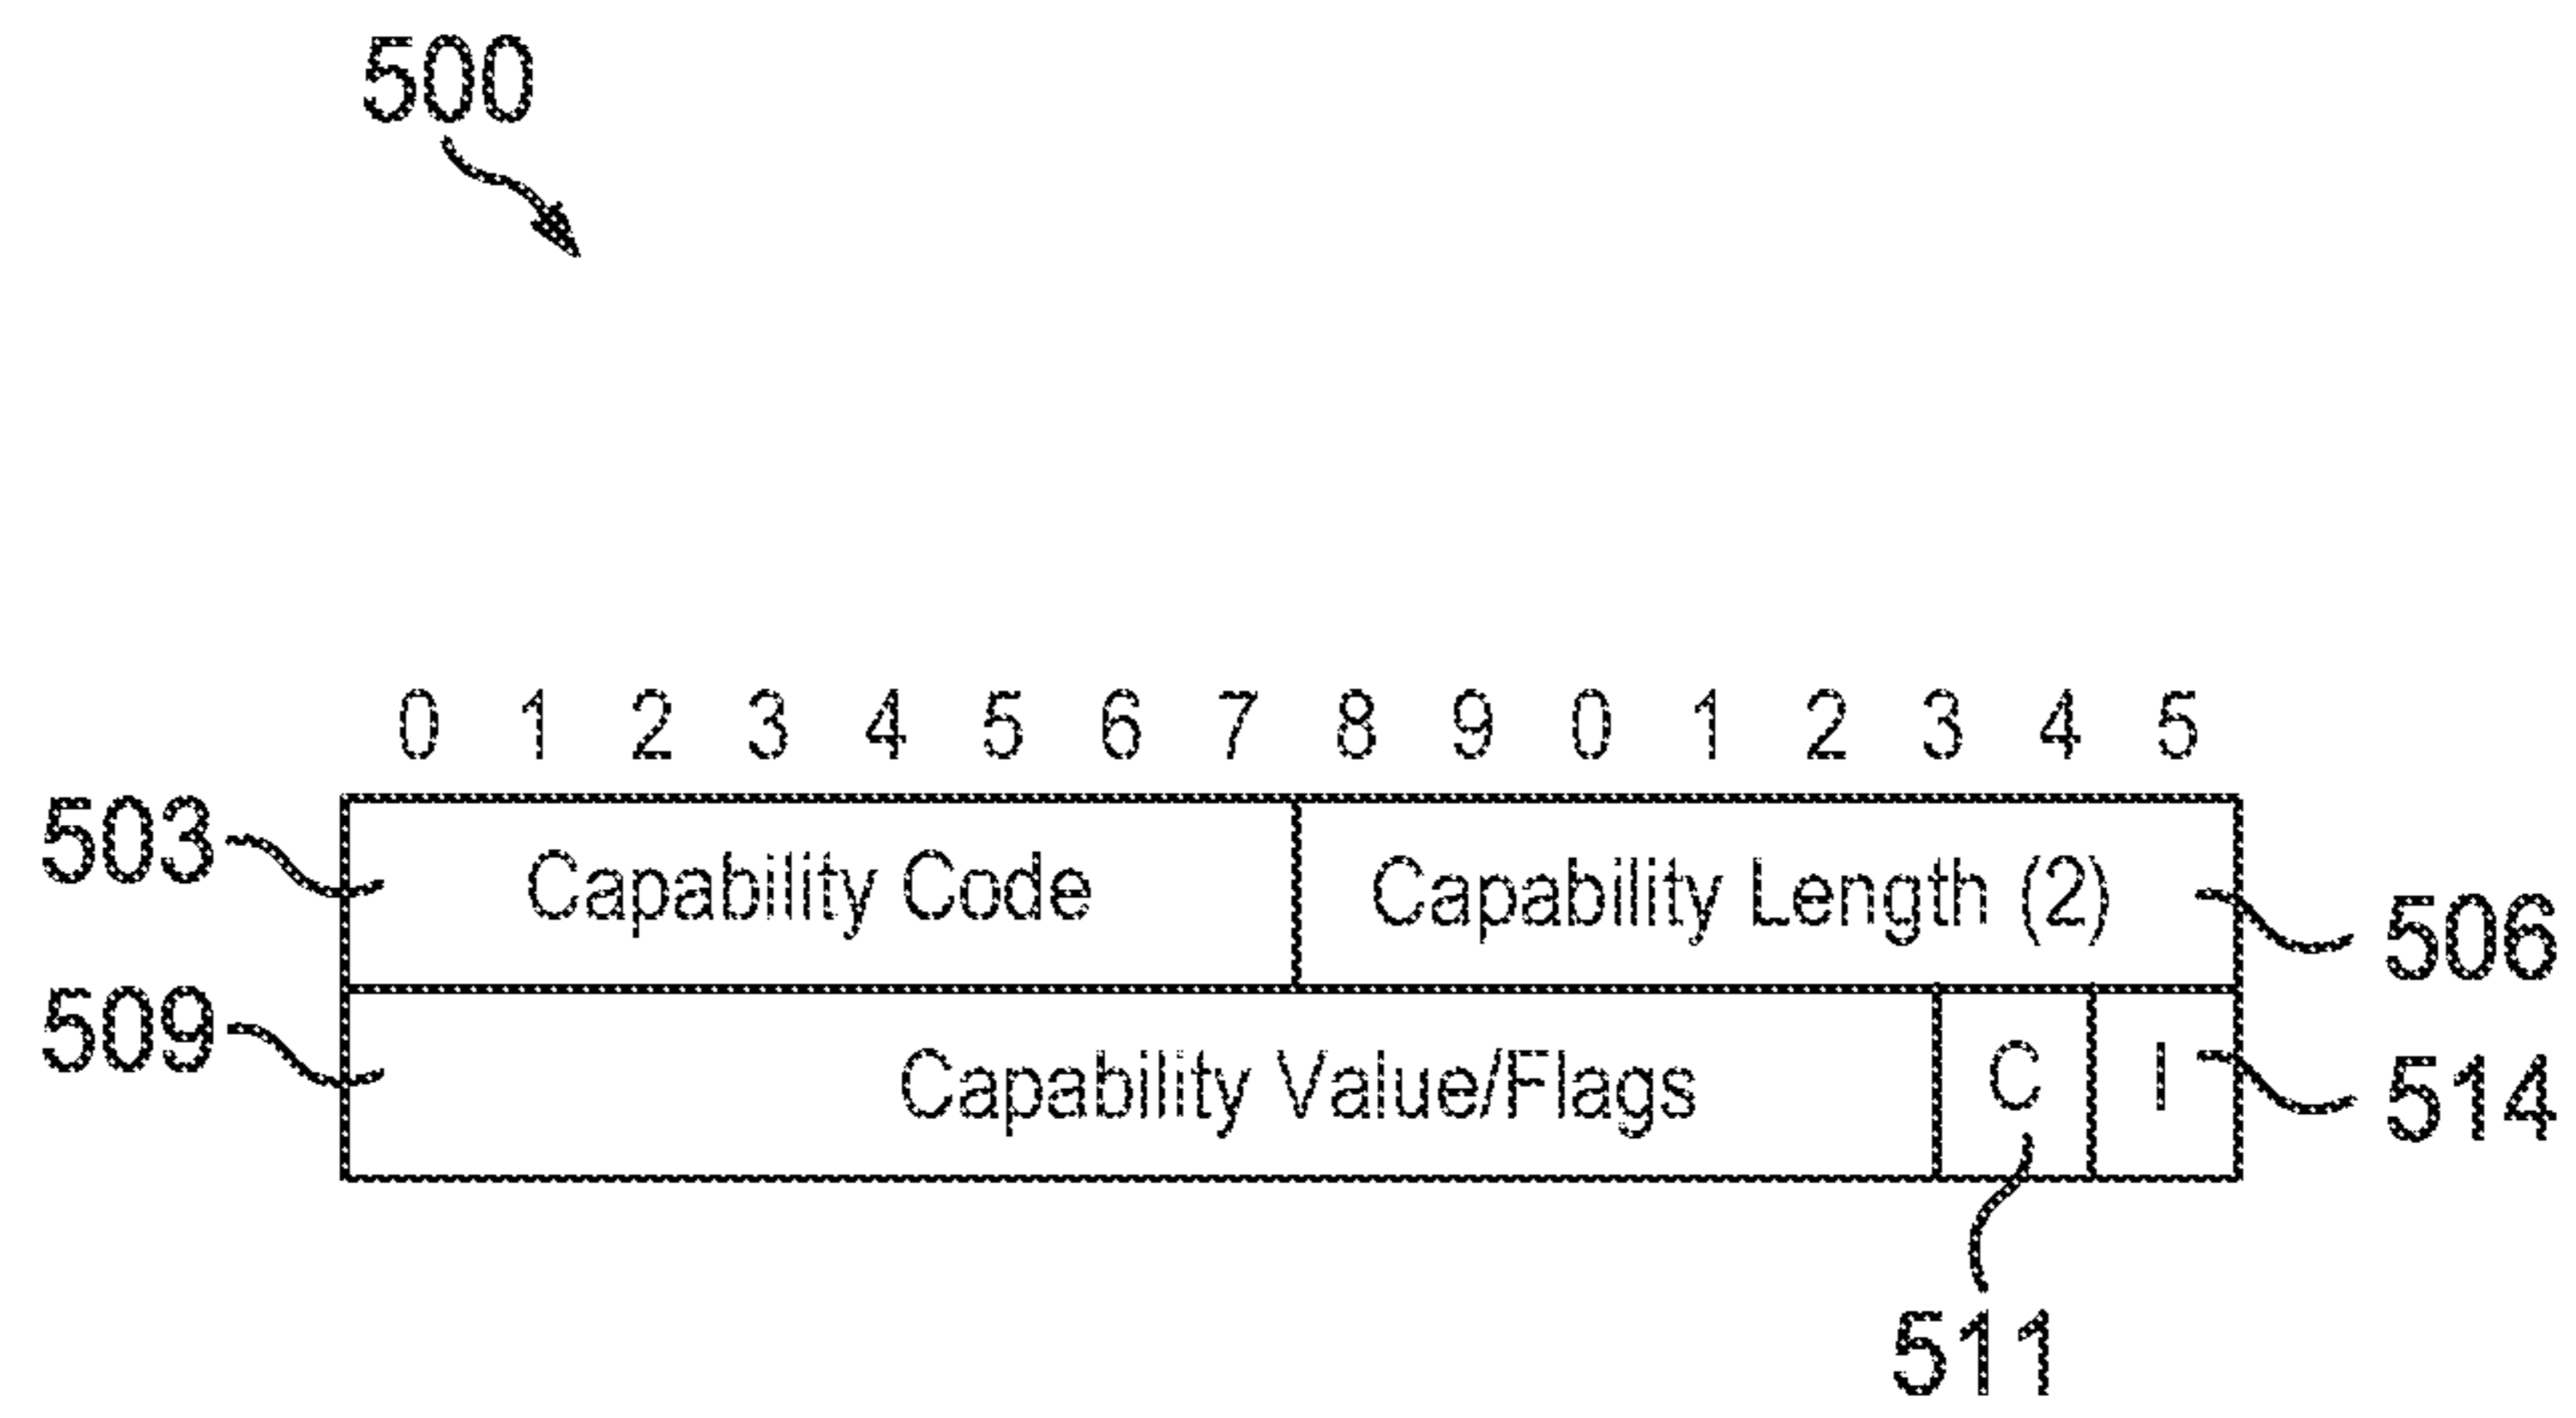 500
0 1 2 3 4 5 6 7 8 9 0 1 2 3 4 5
503 Capability Code Capability Length (2) 506
509 Capability Value/Flags C I 514
511